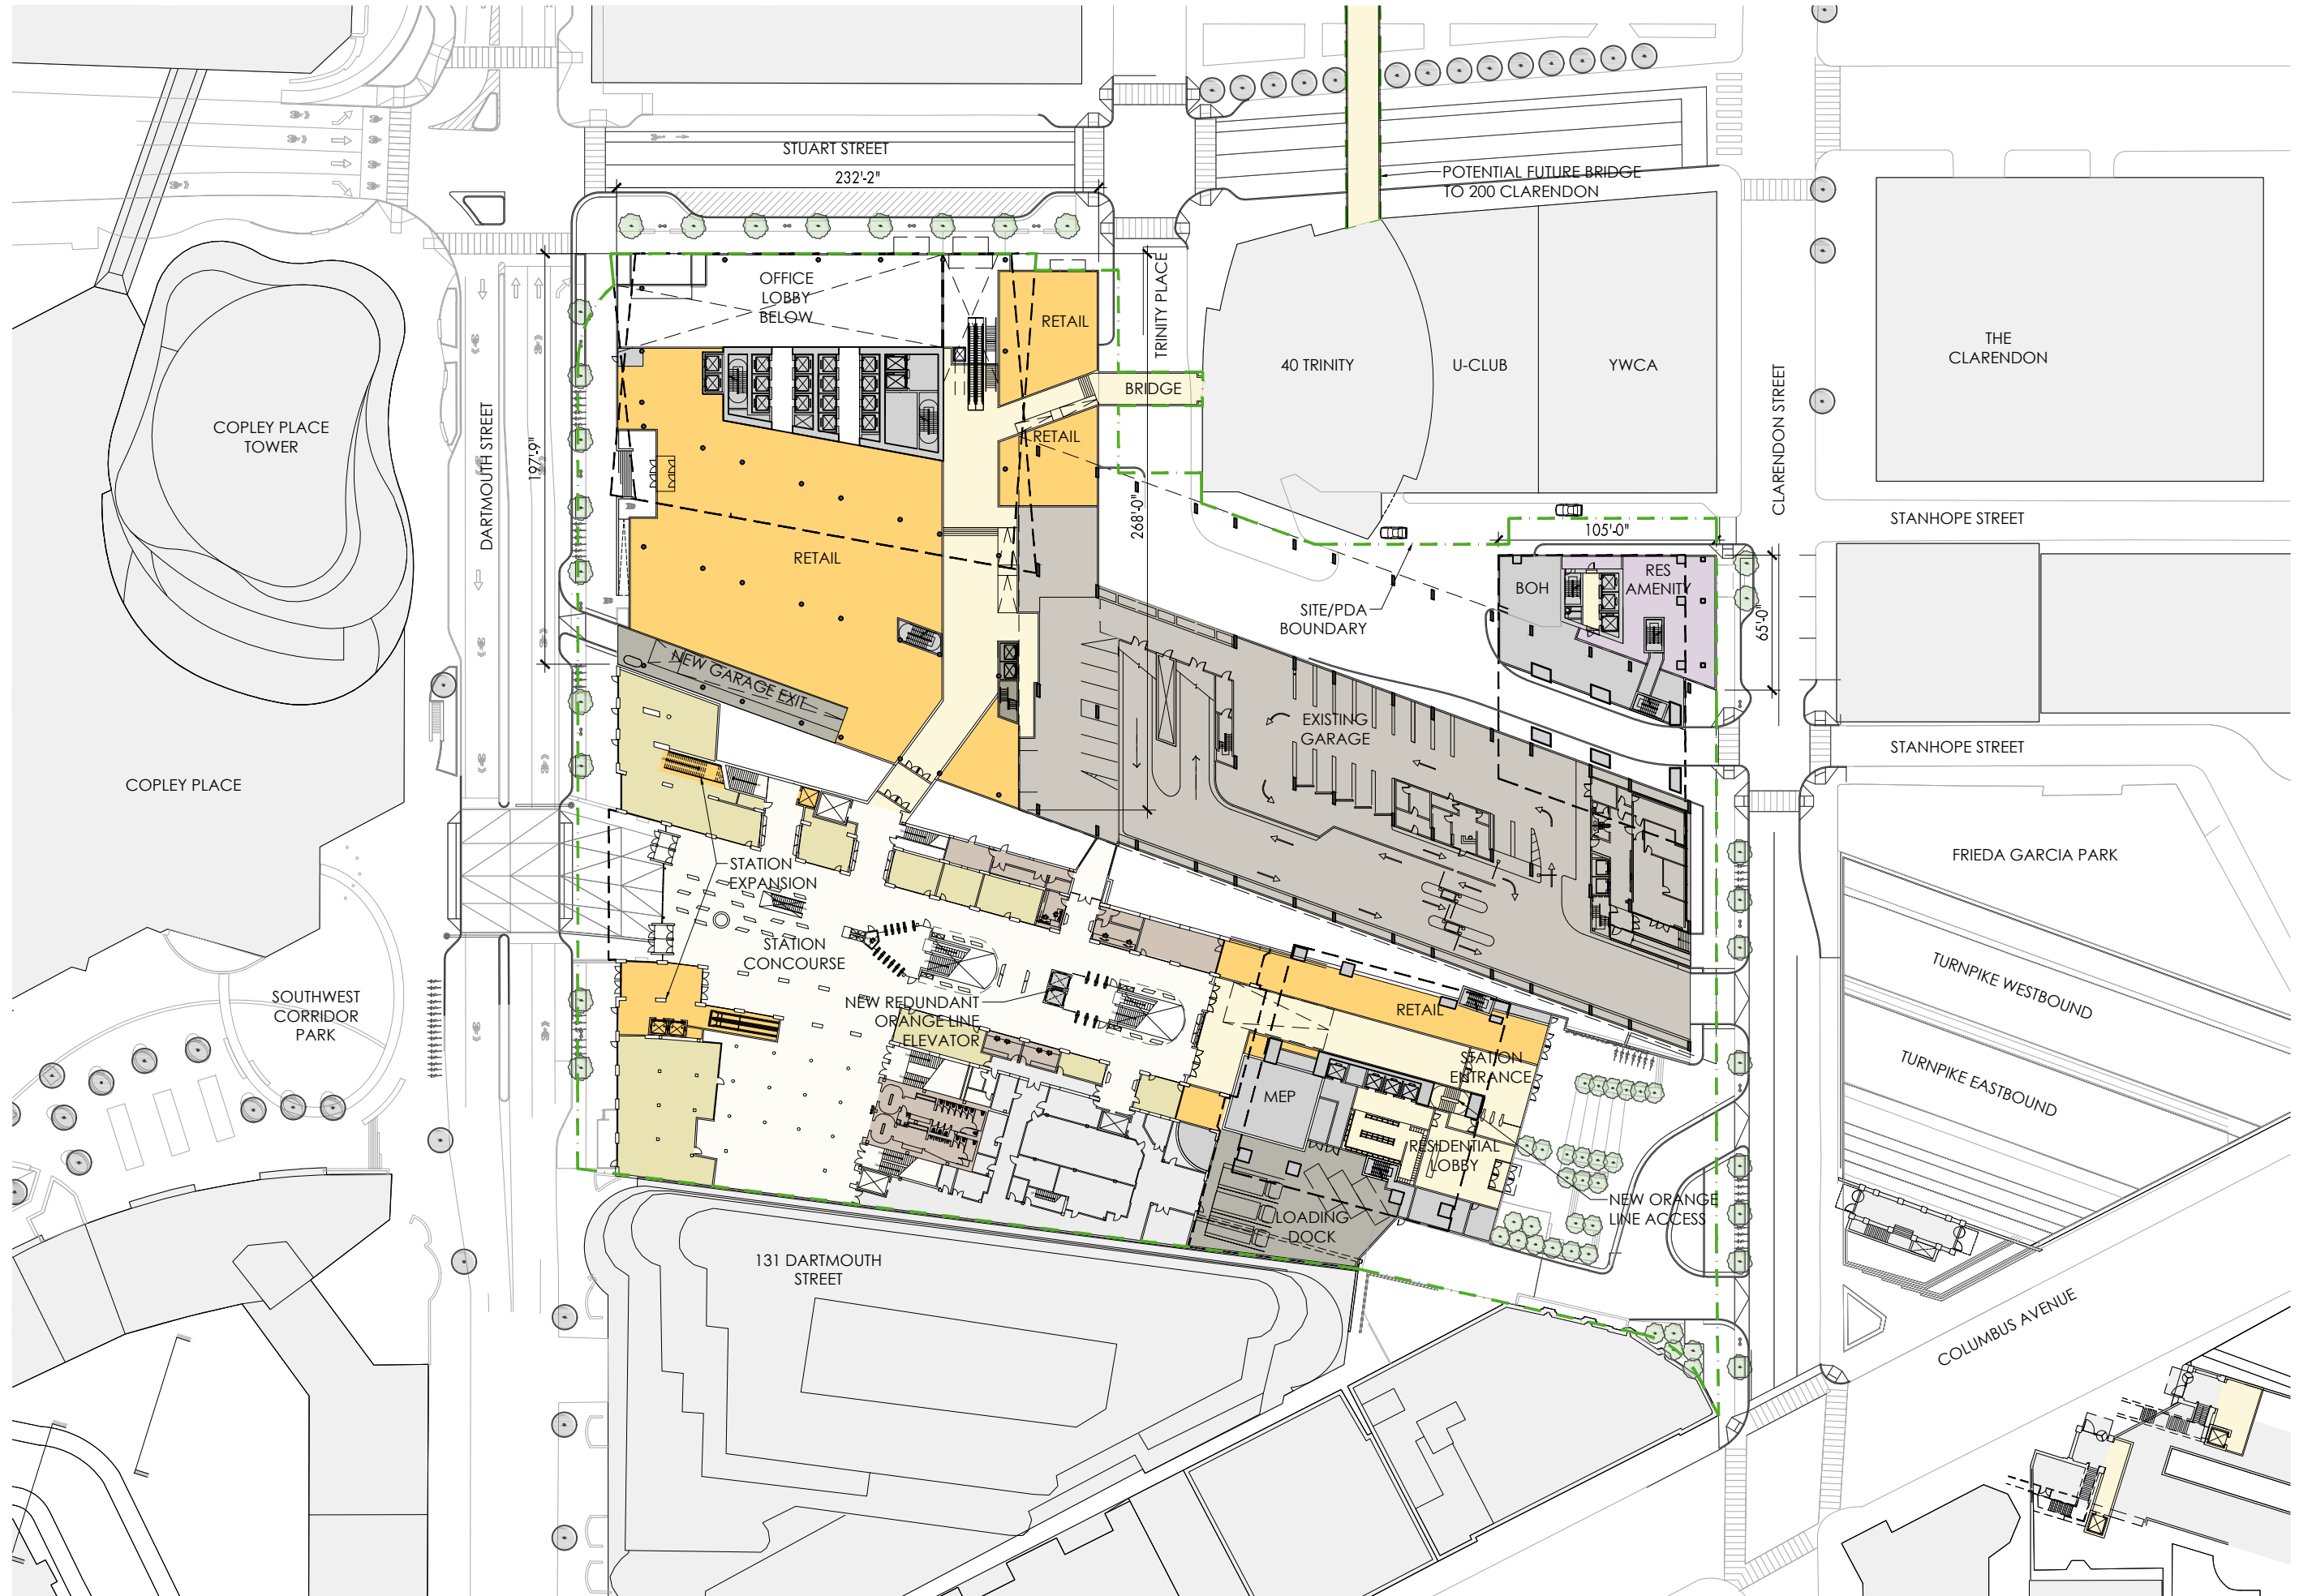 STUART STREET
232'-2"
POTENTIAL FUTURE BRIDGE
TO 200 CLARENDON
OFFICE
LOBBY
BELOW
TRINITY PLACE
RETAIL
BRIDGE
40 TRINITY
U-CLUB
YWCA
THE
CLARENDON
COPLEY PLACE
TOWER
DARTMOUTH STREET
197'-9"
RETAIL
CLARENDON STREET
268'-0"
STANHOPE STREET
105'-0"
RETAIL
BOH
RES
AMENITY
SITE/PDA
BOUNDARY
65'-0"
NEW GARAGE EXIT
EXISTING
GARAGE
STANHOPE STREET
COPLEY PLACE
STATION
EXPANSION
FRIEDA GARCIA PARK
STATION
CONCOURSE
TURNPIKE WESTBOUND
SOUTHWEST
CORRIDOR
PARK
NEW REDUNDANT
ORANGE LINE
ELEVATOR
RETAIL
STATION
ENTRANCE
TURNPIKE EASTBOUND
MEP
RESIDENTIAL
LOBBY
NEW ORANGE
LINE ACCESS
LOADING
DOCK
131 DARTMOUTH
STREET
COLUMBUS AVENUE